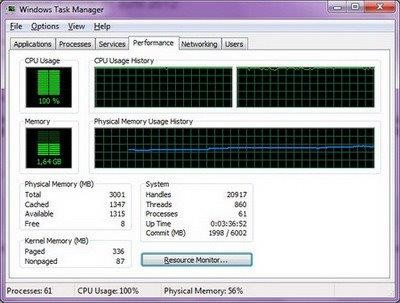 Windows Task Manager
File Options View Help
Applications Processes Services Performance Networking Users
CPU Usage CPU Usage History
100 %
Memory Physical Memory Usage History
1,64 GB
Physical Memory (MB)
Total 3001
Cached 1347
Available 1315
Free 8
Kernel Memory (MB)
Paged 336
Nonpaged 87
System
Handles 20917
Threads 860
Processes 61
Up Time 0:03:36:52
Commit (MB) 1998 / 6002
Resource Monitor...
Processes: 61 CPU Usage: 100% Physical Memory: 56%